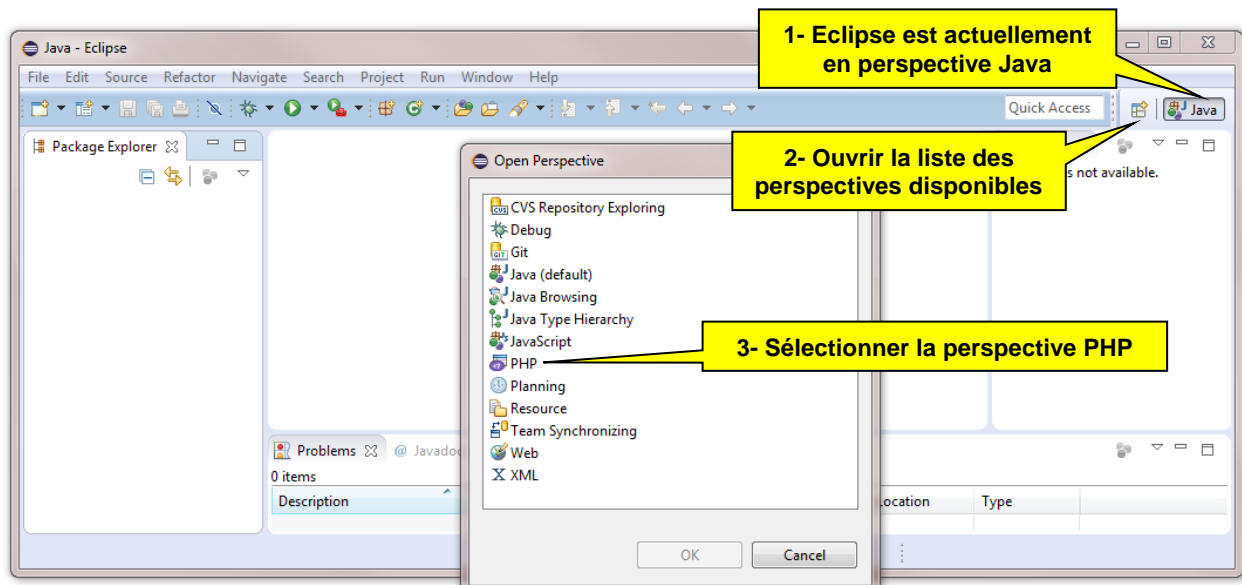 1- Eclipse est actuellement
en perspective Java
Java - Eclipse
File Edit Source Refactor Navigate Search Project Run Window Help
Quick Access
Java
Package Explorer
Open Perspective
2- Ouvrir la liste des
perspectives disponibles
not available.
CVS Repository Exploring
Debug
Git
Java (default)
Java Browsing
Java Type Hierarchy
JavaScript
3- Sélectionner la perspective PHP
PHP
Planning
Resource
Team Synchronizing
Web
X XML
Problems @ Javadoc
0 items
Description Location Type
OK Cancel